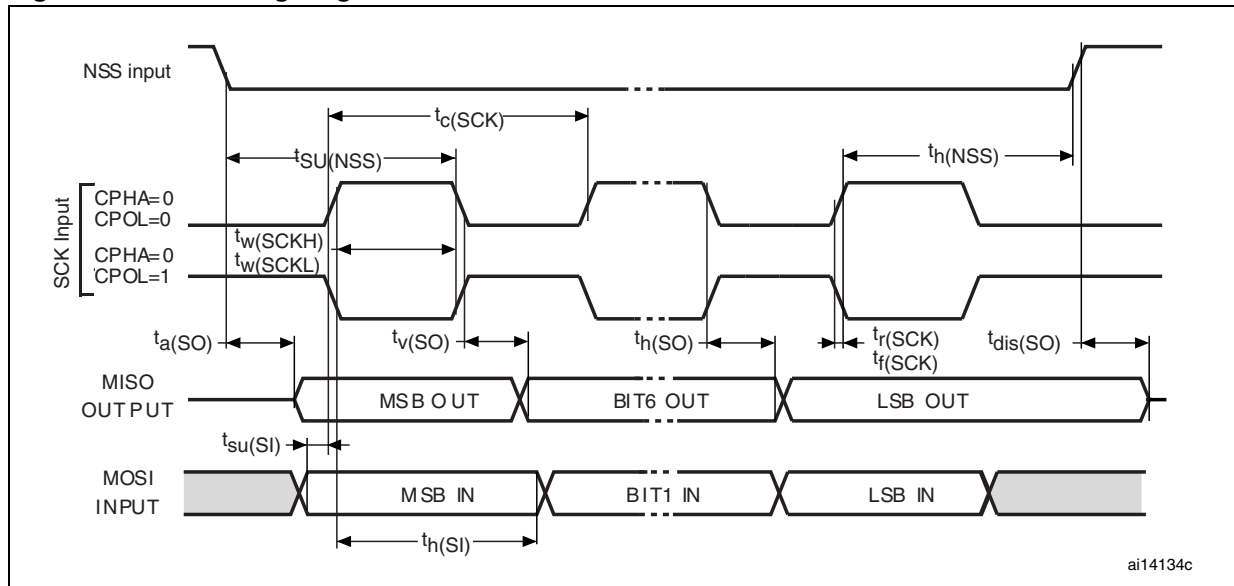 NSS input
tc(SCK)
tSU(NSS)
th(NSS)
SCK Input
CPHA=0
CPOL=0
tw(SCKH)
tw(SCKL)
CPHA=0
CPOL=1
ta(SO)
tv(SO)
th(SO)
tr(SCK)
tf(SCK)
tdis(SO)
MISO
OUTPUT
MSB OUT
BIT6 OUT
LSB OUT
tsu(SI)
MOSI
INPUT
MSB IN
BIT1 IN
LSB IN
th(SI)
ai14134c